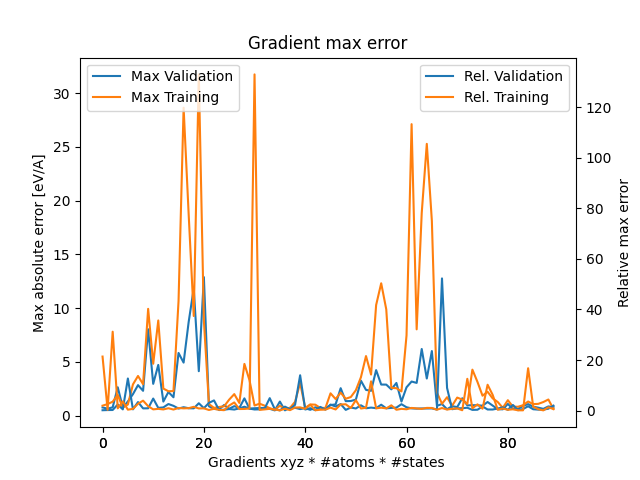 Gradient max error
Max Validation
Max Training
Rel. Validation
Rel. Training
Max absolute error [eV/A]
30
25
20
15
10
5
0
120
100
80
60
40
20
0
Relative max error
0 20 40 60 80
Gradients xyz * #atoms * #states